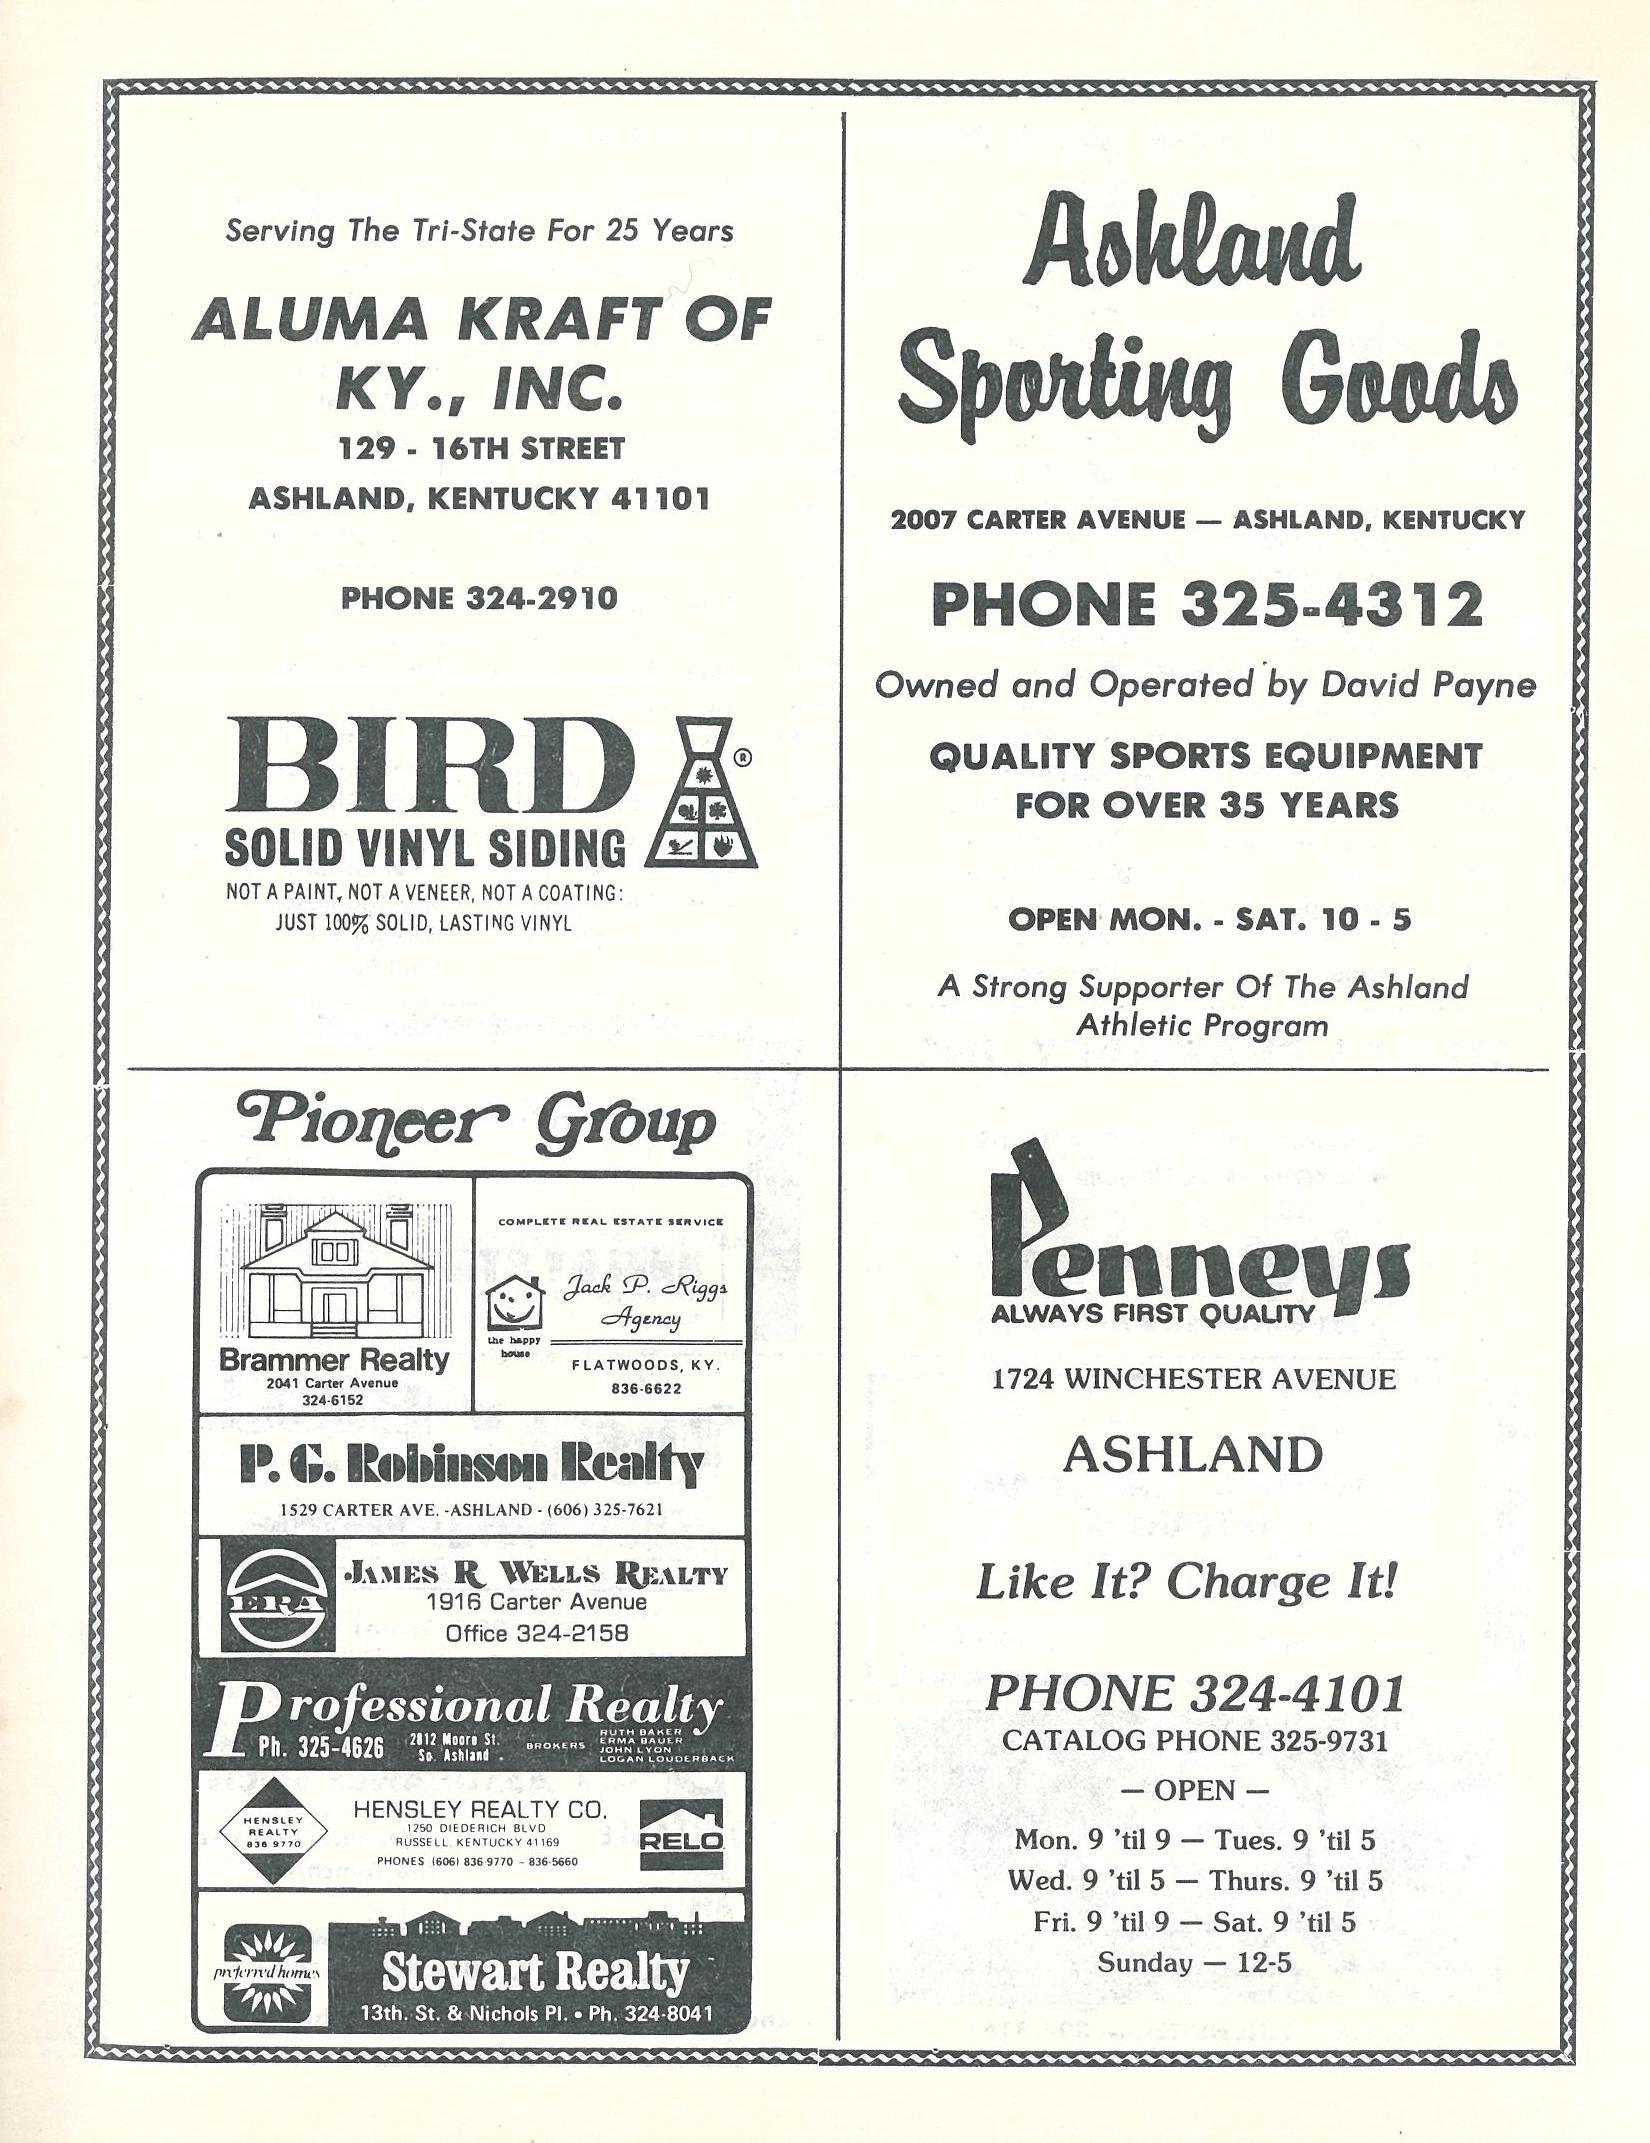 Serving The Tri-State For 25 Years
ALUMA KRAFT OF
KY., INC.
129 - 16TH STREET
ASHLAND, KENTUCKY 41101
PHONE 324-2910
BIRD ®
SOLID VINYL SIDING
NOT A PAINT, NOT A VENEER, NOT A COATING:
JUST 100% SOLID, LASTING VINYL
Ashland
Sporting Goods
2007 CARTER AVENUE — ASHLAND, KENTUCKY
PHONE 325-4312
Owned and Operated by David Payne
QUALITY SPORTS EQUIPMENT
FOR OVER 35 YEARS
OPEN MON. - SAT. 10 - 5
A Strong Supporter Of The Ashland
Athletic Program
Pioneer Group
Brammer Realty
2041 Carter Avenue
324-6152
COMPLETE REAL ESTATE SERVICE
Jack P. Riggs
Agency
the happy
house
FLATWOODS, KY.
836-6622
P. G. Robinson Realty
1529 CARTER AVE. -ASHLAND - (606) 325-7621
ERA
JAMES R. WELLS REALTY
1916 Carter Avenue
Office 324-2158
Professional Realty
Ph. 325-4626
2812 Moore St.
So. Ashland
BROKERS
RUTH BAKER
ERMA BAUER
JOHN LYON
LOGAN LOUDERBACK
HENSLEY
REALTY
836 9770
HENSLEY REALTY CO.
1250 DIEDERICH BLVD
RUSSELL, KENTUCKY 41169
PHONES (606) 836-9770 - 836-5660
RELO
preferred homes
Stewart Realty
13th. St. & Nichols Pl. • Ph. 324-8041
Penneys
ALWAYS FIRST QUALITY
1724 WINCHESTER AVENUE
ASHLAND
Like It? Charge It!
PHONE 324-4101
CATALOG PHONE 325-9731
— OPEN —
Mon. 9 'til 9 — Tues. 9 'til 5
Wed. 9 'til 5 — Thurs. 9 'til 5
Fri. 9 'til 9 — Sat. 9 'til 5
Sunday — 12-5